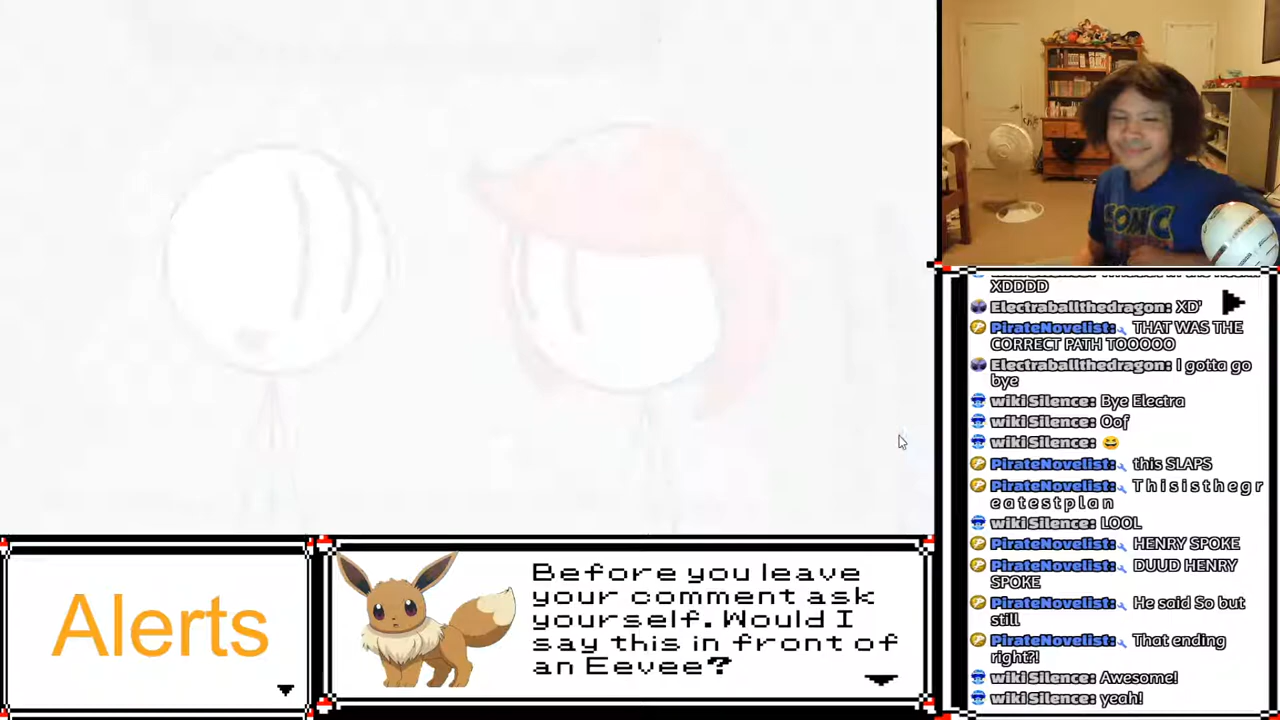 SONIC
XDDDD
Electraballthedragon: XD'
PirateNovelist: THAT WAS THE
CORRECT PATH TOOOOO
Electraballthedragon: I gotta go
bye
wiki Silence: Bye Electra
wiki Silence: Oof
wiki Silence: 😆
PirateNovelist: this SLAPS
PirateNovelist: T h i s i s t h e g r
e a t e s t p l a n
wiki Silence: LOOL
PirateNovelist: HENRY SPOKE
PirateNovelist: DUUD HENRY
SPOKE
PirateNovelist: He said So but
still
PirateNovelist: That ending
right?!
wiki Silence: Awesome!
wiki Silence: yeah!
Alerts
Before you leave
your comment ask
yourself. Would I
say this in front of
an Eevee?